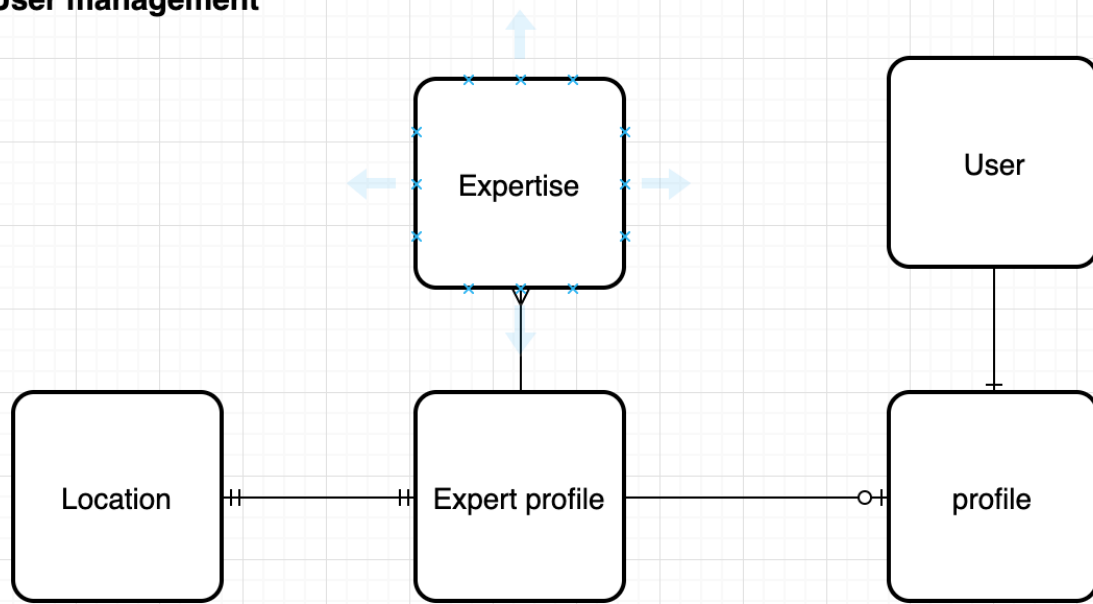 User management
Expertise
User
Location
Expert profile
profile